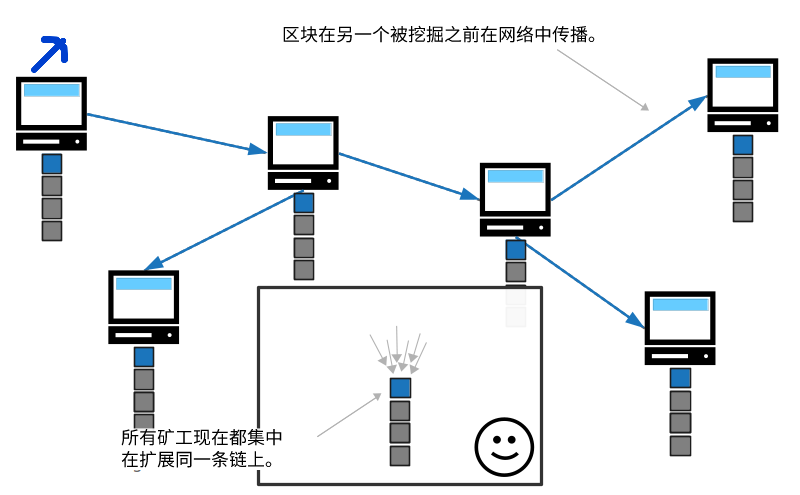 区块在另一个被挖掘之前在网络中传播。
所有矿工现在都集中
在扩展同一条链上。